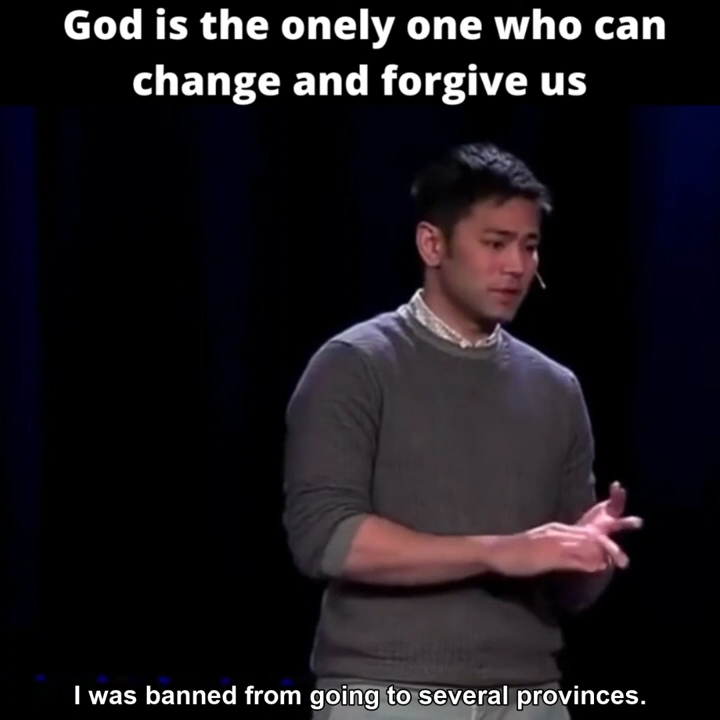 God is the onely one who can
change and forgive us
I was banned from going to several provinces.